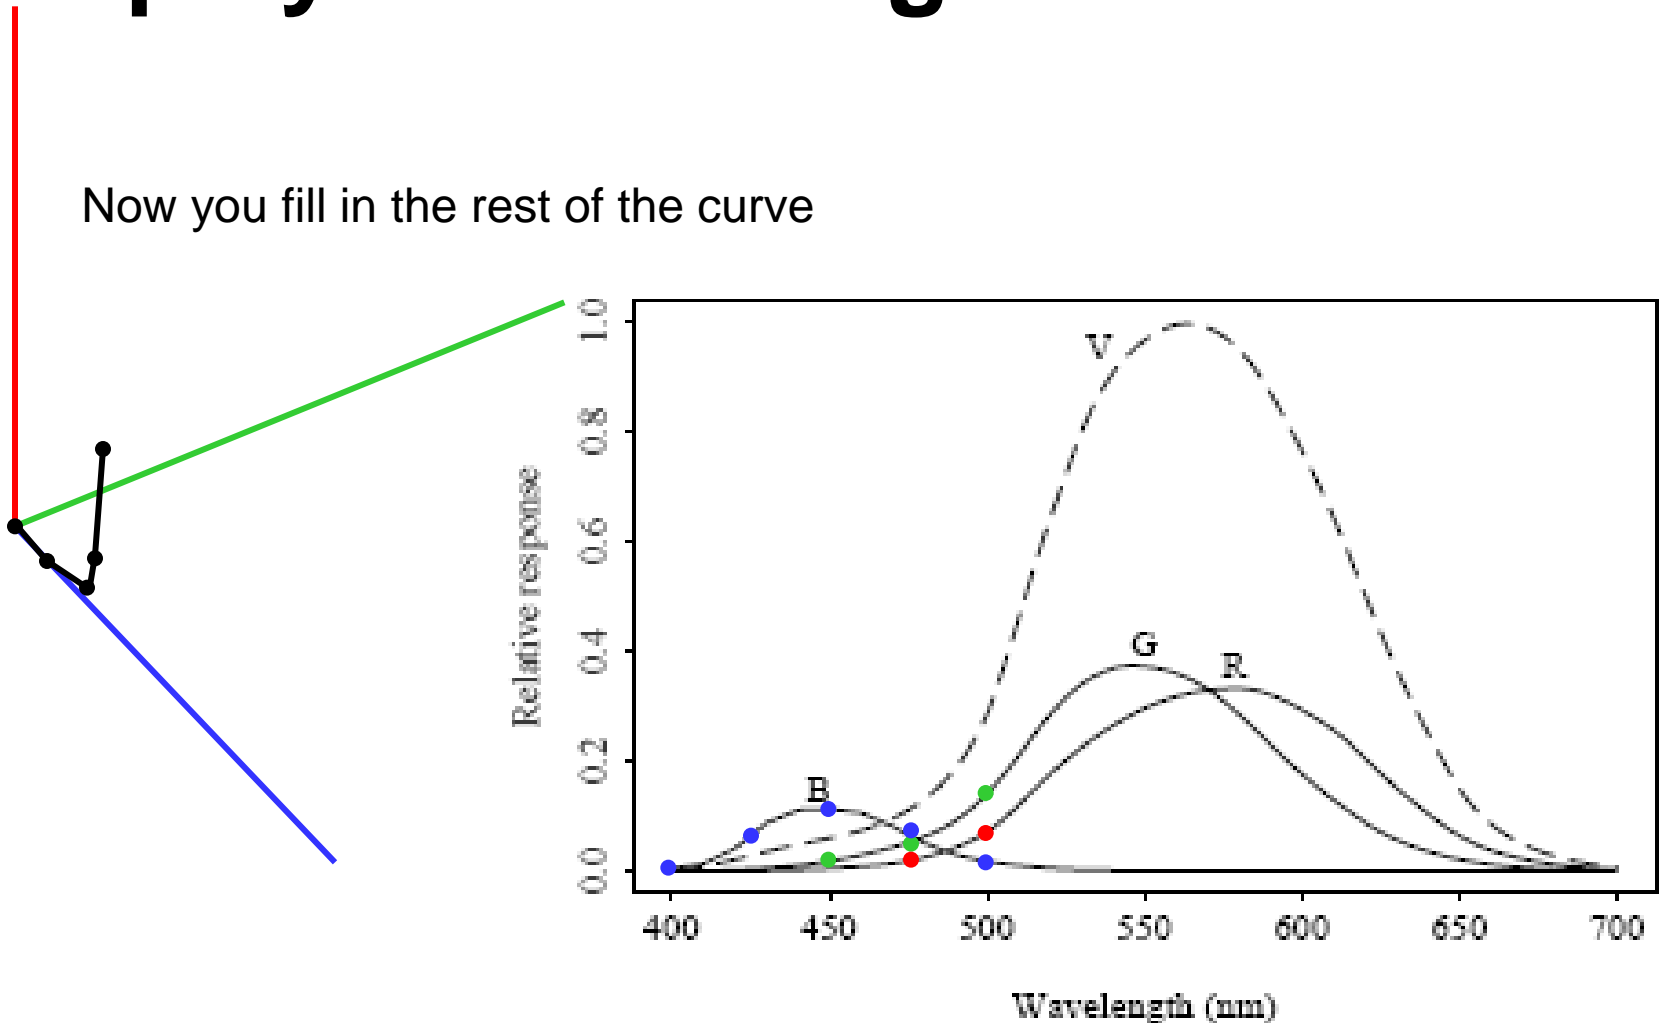 Now you fill in the rest of the curve
1.0
0.8
0.6
0.4
0.2
0.0
Relative response
V
G
R
B
400 450 500 550 600 650 700
Wavelength (nm)